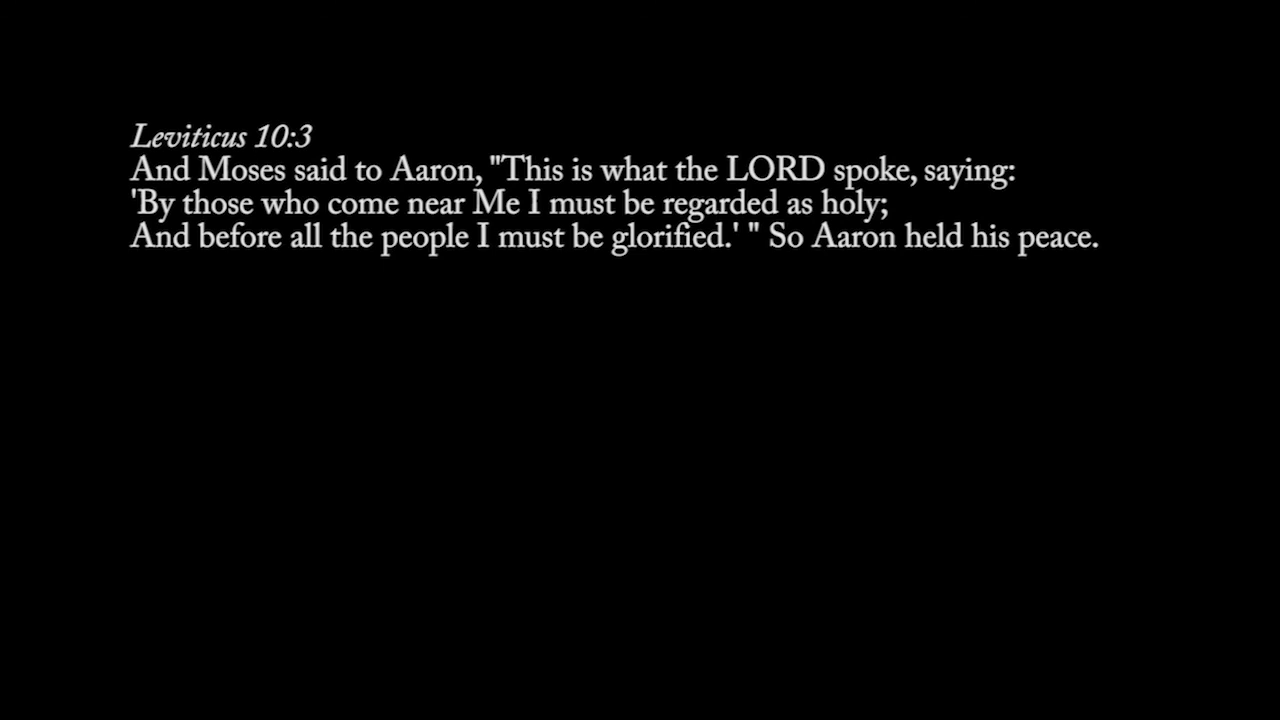 Leviticus 10:3
And Moses said to Aaron, "This is what the LORD spoke, saying:
'By those who come near Me I must be regarded as holy;
And before all the people I must be glorified.' " So Aaron held his peace.